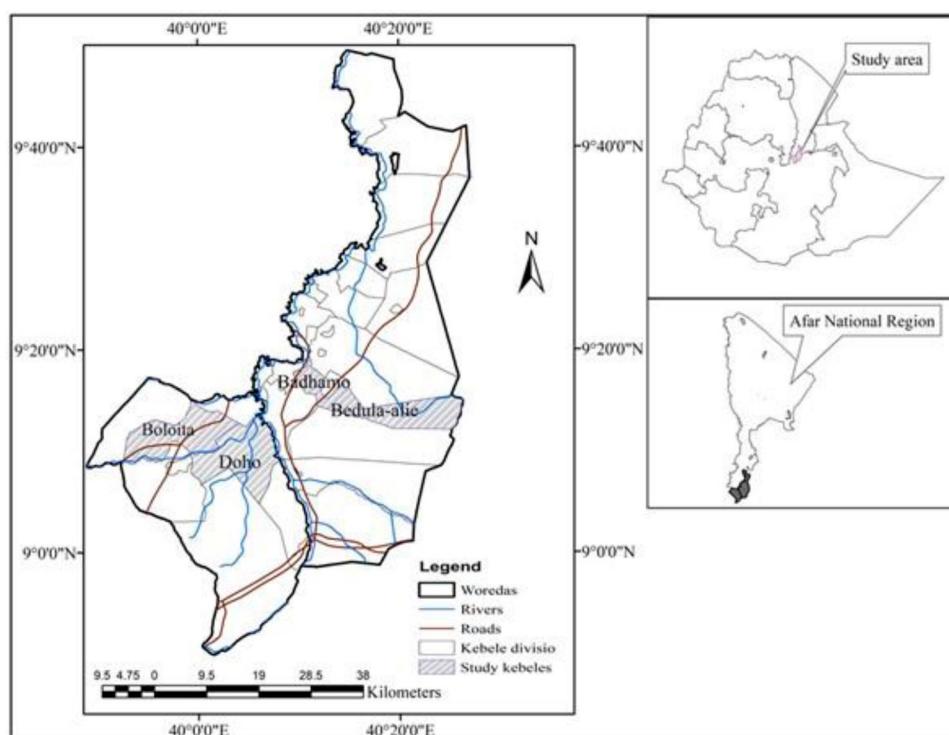 40°0'0"E
40°20'0"E
9°40'0"N
9°40'0"N
N
9°20'0"N
9°20'0"N
Badhamo
Bedula-alie
Boloita
Doho
9°0'0"N
9°0'0"N
Legend
Woredas
Rivers
Roads
Kebele divisio
Study kebeles
9.5 4.75 0 9.5 19 28.5 38
Kilometers
40°0'0"E
40°20'0"E
Study area
Afar National Region